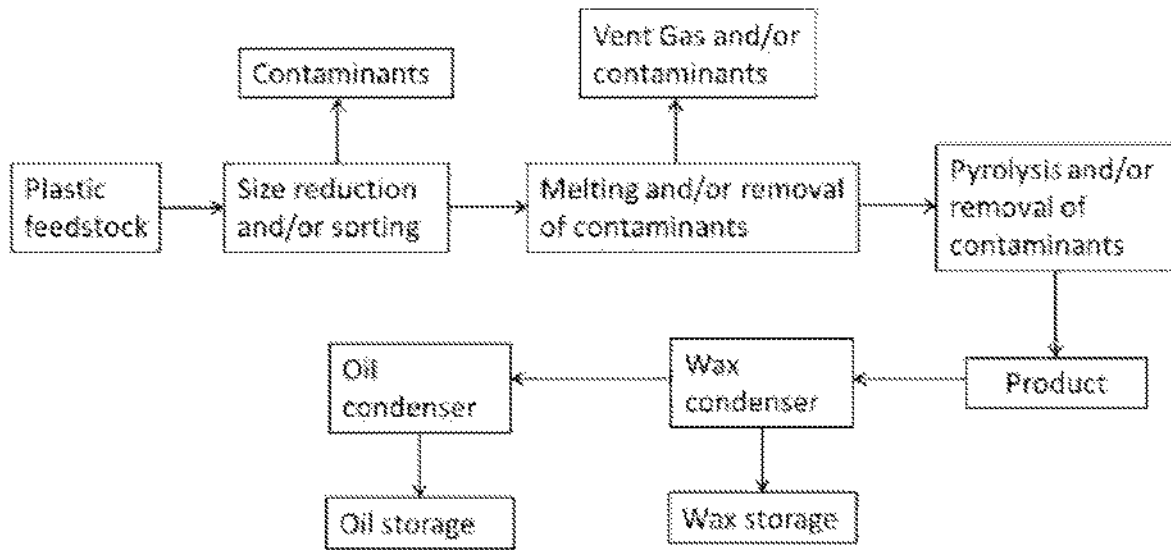 Contaminants
Vent Gas and/or
contaminants
Plastic
feedstock
Size reduction
and/or sorting
Melting and/or removal
of contaminants
Pyrolysis and/or
removal of
contaminants
Product
Wax
condenser
Oil
condenser
Wax storage
Oil storage